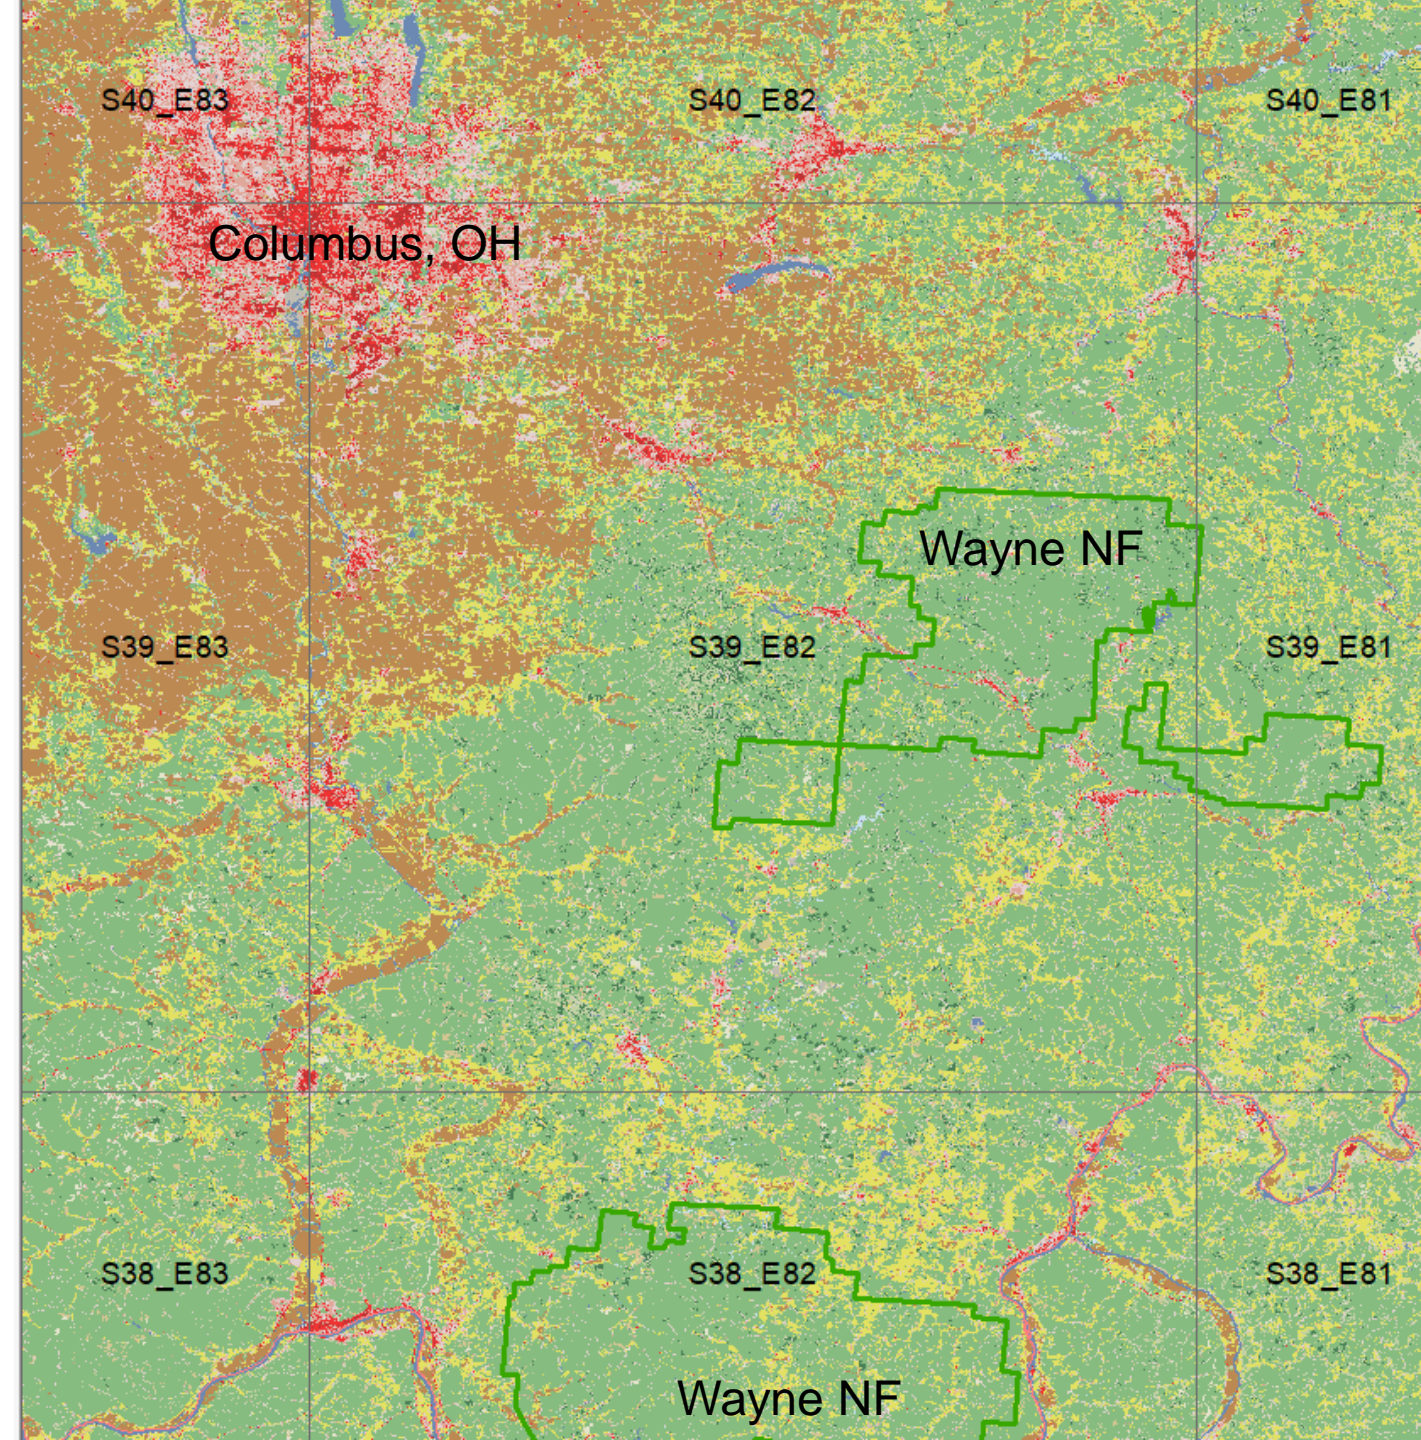 S40_E83
S40_E82
S40_E81
Columbus, OH
Wayne NF
S39_E83
S39_E82
S39_E81
S38_E83
S38_E82
S38_E81
Wayne NF